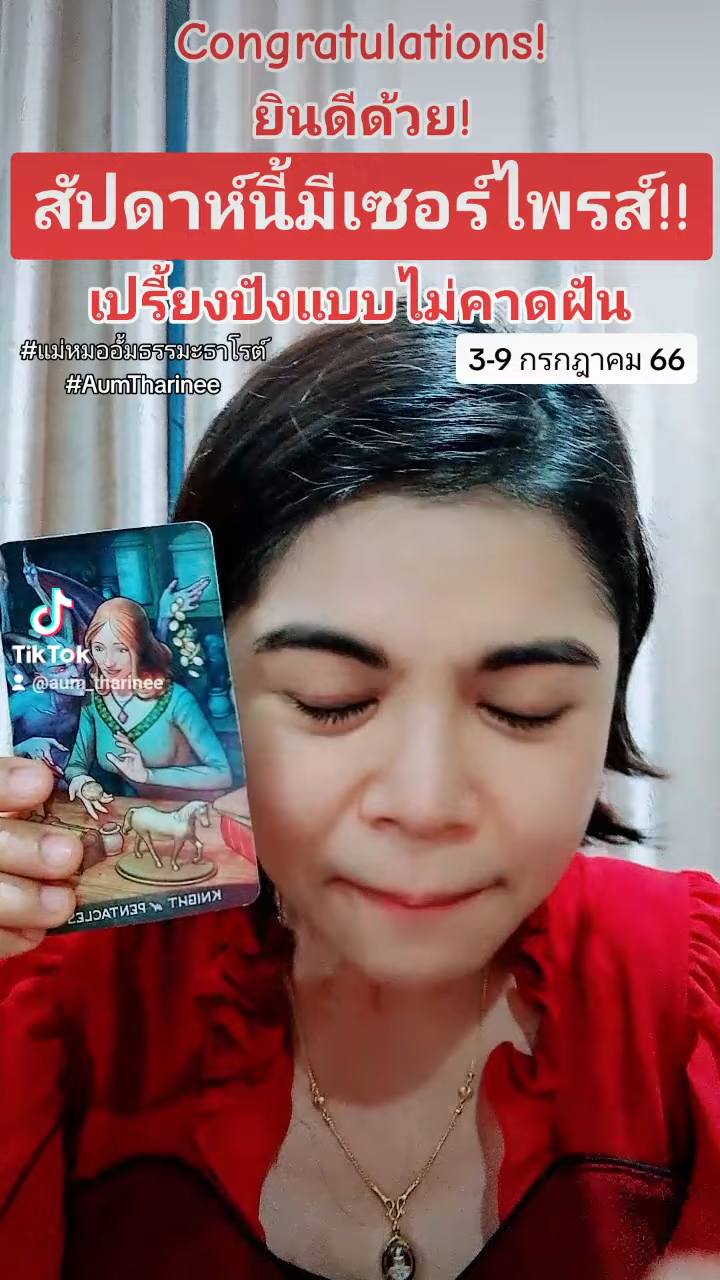 Congratulations!
ยินดีด้วย!
สัปดาห์นี้มีเซอร์ไพรส์!!
เปรี้ยงปังแบบไม่คาดฝัน
#แม่หมออั้มธรรมะธาโรต์
#AumTharinee
3-9 กรกฎาคม 66
TikTok
@aum_tharinee
KNIGHT of PENTACLES